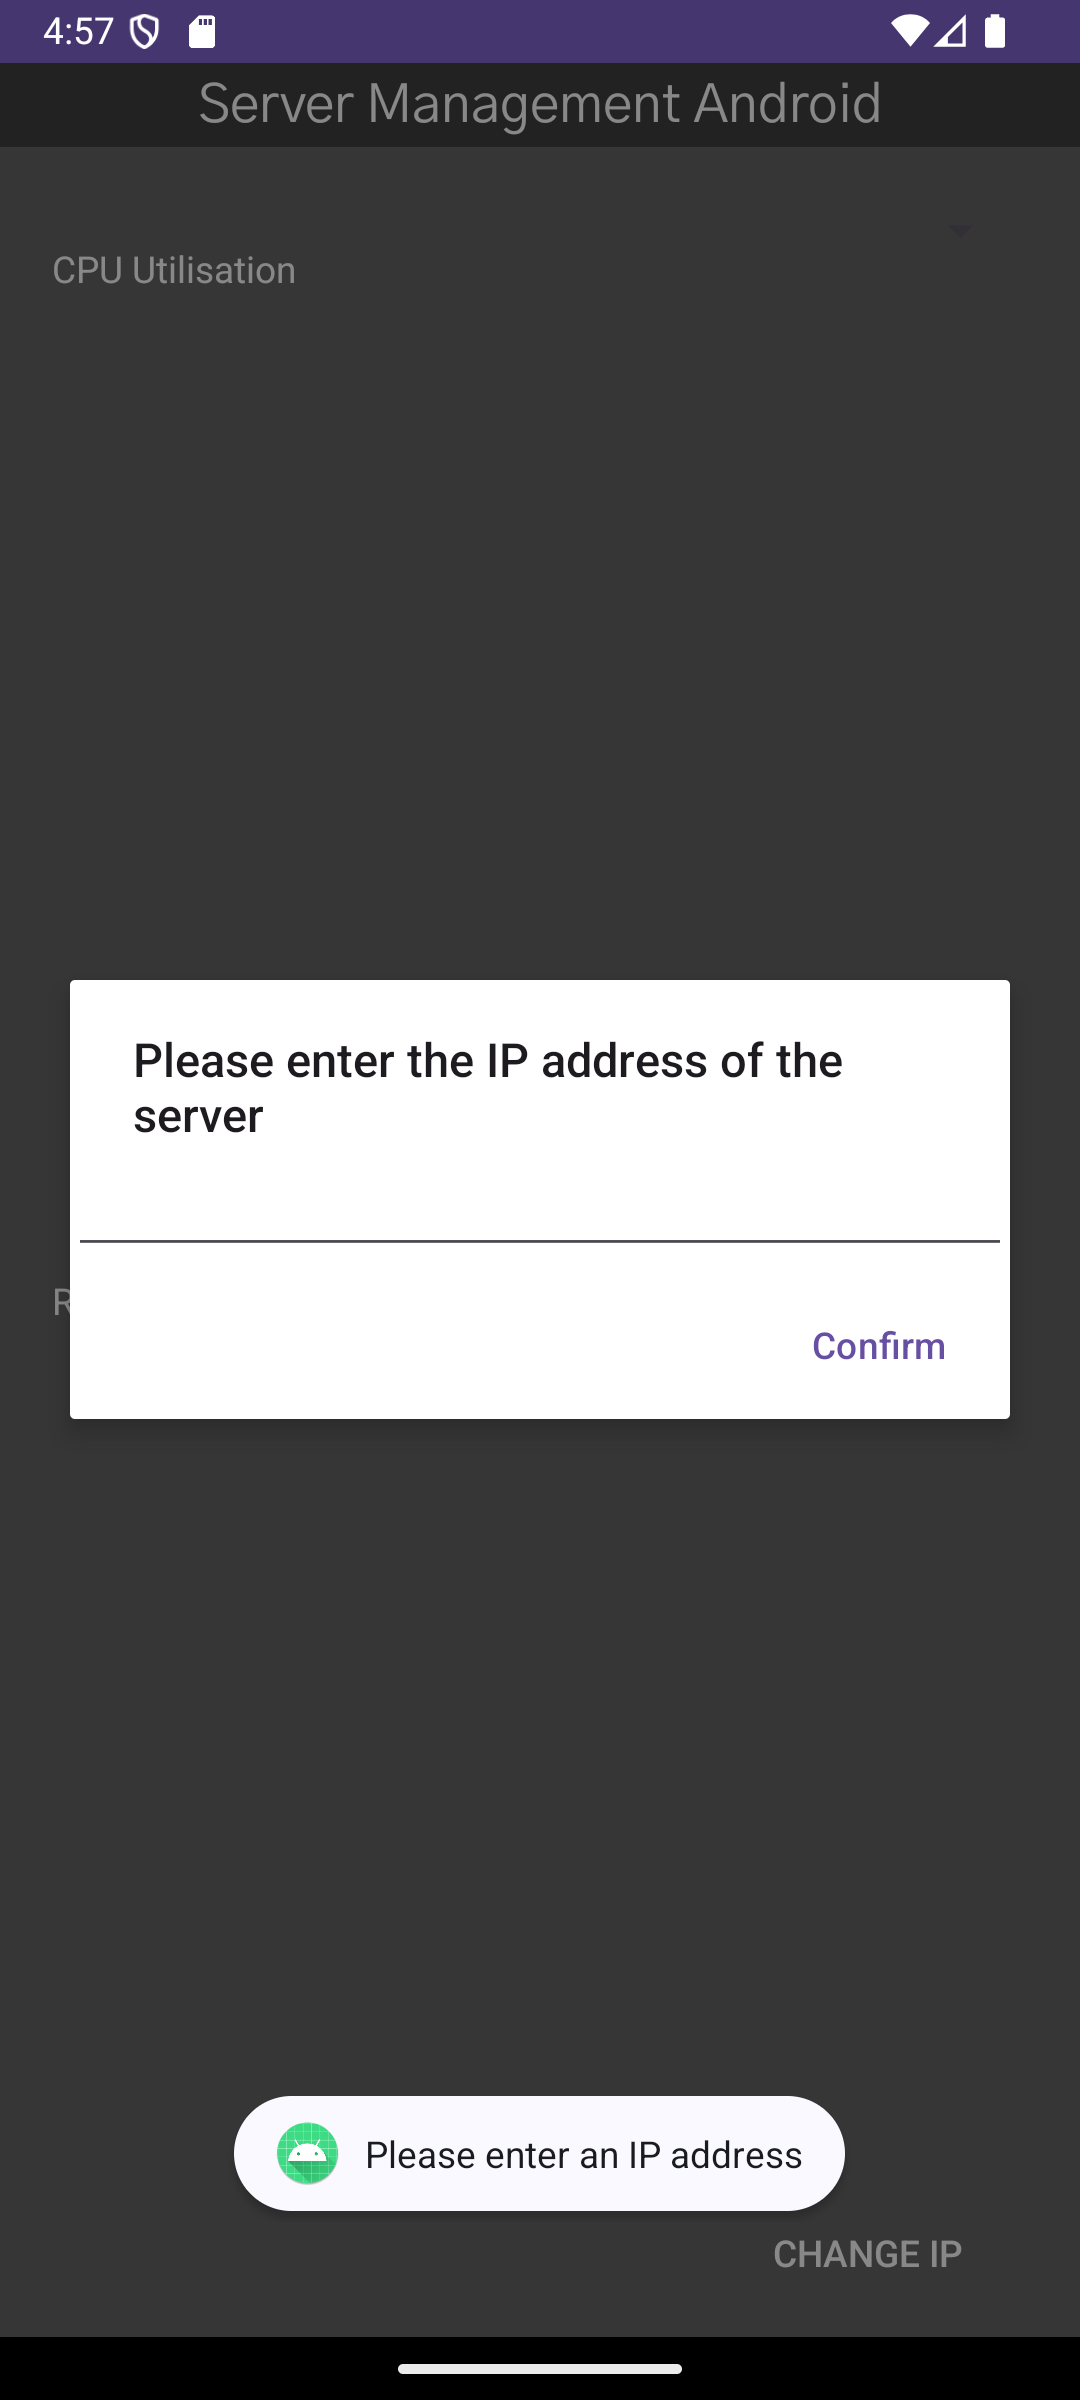 4:57
Server Management Android
CPU Utilisation
Please enter the IP address of the
server
R
Confirm
Please enter an IP address
CHANGE IP